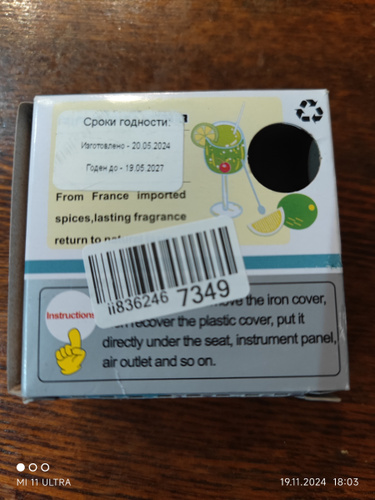 Сроки годности:
Изготовлено - 20.05.2024
Годен до - 19.05.2027
From France imported
spices,lasting fragrance
return to
ii836246 7349
Instruction:
the iron cover,
recover the plastic cover, put it
directly under the seat, instrument panel,
air outlet and so on.
MI 11 ULTRA
19.11.2024 18:03